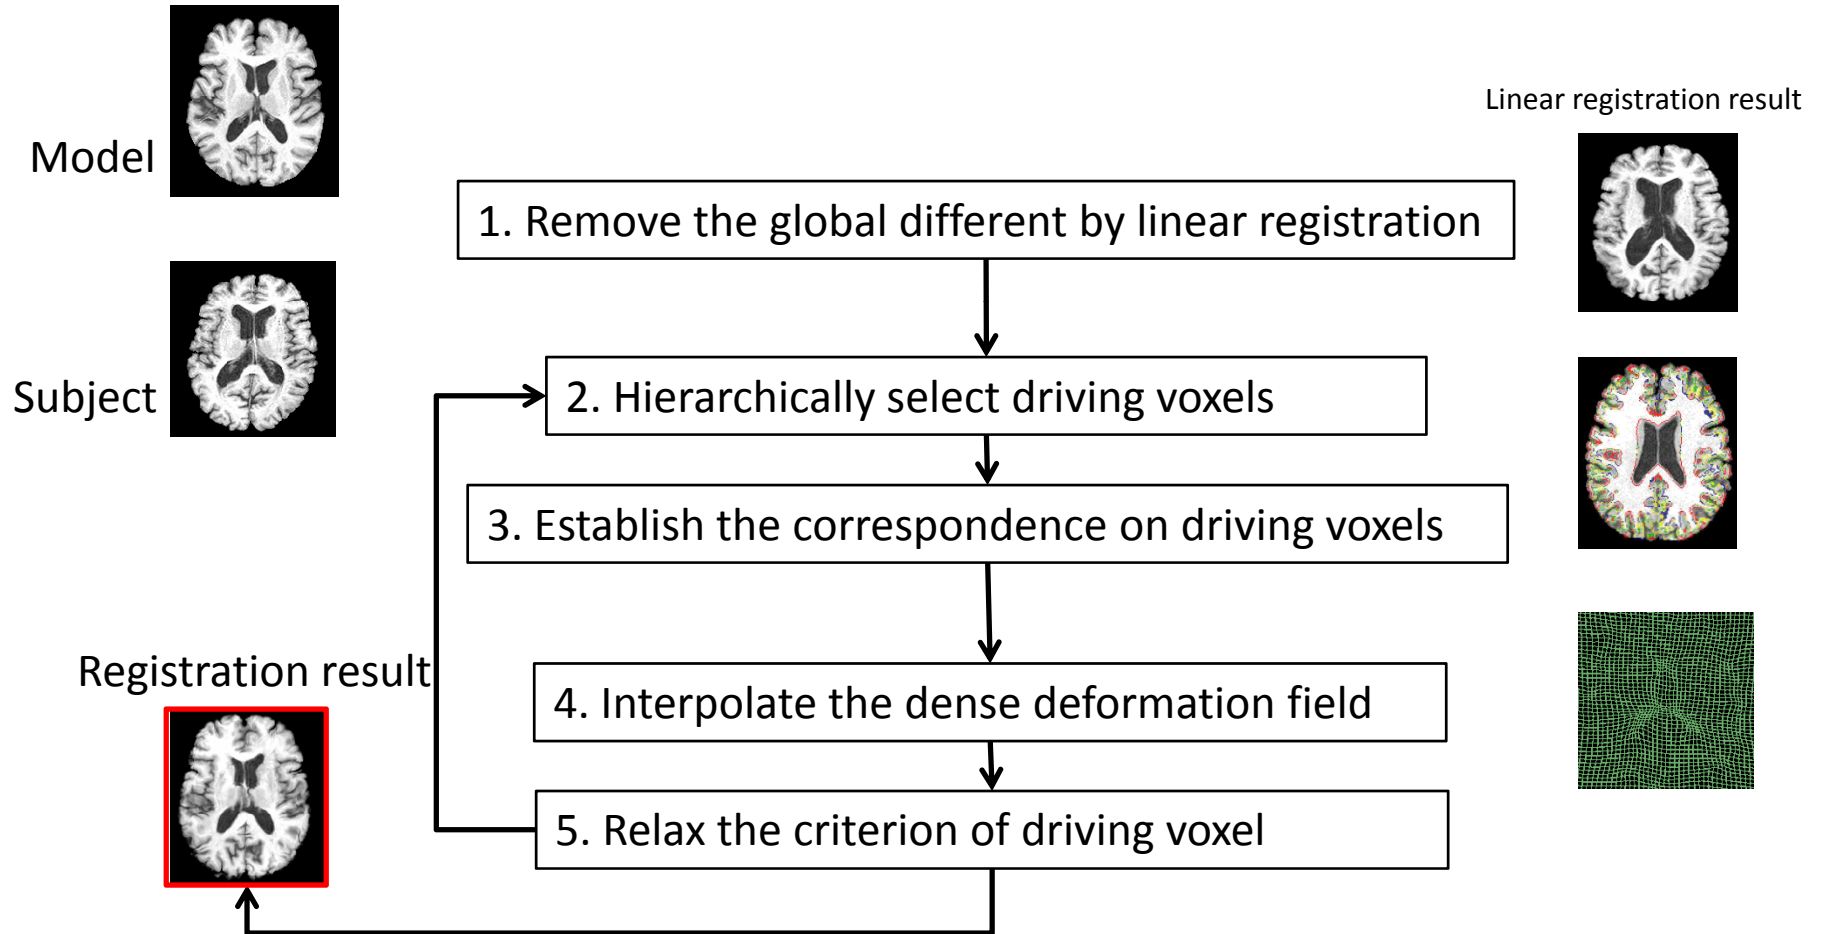 Linear registration result
Model
1. Remove the global different by linear registration
Subject
2. Hierarchically select driving voxels
3. Establish the correspondence on driving voxels
Registration result
4. Interpolate the dense deformation field
5. Relax the criterion of driving voxel